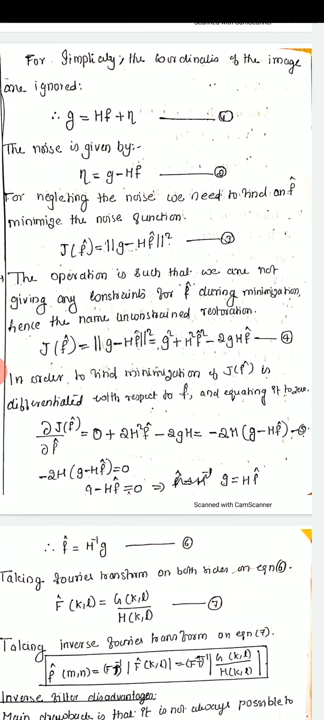 For Simplicity, the coordinates of the image
are ignored:
∴ g = Hf + η
The noise is given by:-
η = g - Hf
For neglecting the noise we need to find an f̂
minimize the noise function.
J(f̂) = ||g - Hf̂||² —— ③
The operation is such that we are not
giving any constraints for f̂ during minimization,
hence the name unconstrained restoration.
J(f̂) = ||g - Hf̂||² = g² + H²f̂² - 2gHf̂ —— ④
In order to find minimization of J(f̂) is
differentiated with respect to f̂, and equating it to zero.
∂J(f̂)/∂f̂ = 0 + 2H²f̂ - 2gH = -2H(g - Hf̂) - ⑤
-2H(g - Hf̂) = 0
g - Hf̂ = 0 ⇒ g = Hf̂
Scanned with CamScanner
∴ f̂ = H⁻¹g —— ⑥
Taking fourier transform on both sides on eqn(6).
F̂(k,l) = G(k,l)/H(k,l) —— ⑦
Taking inverse fourier transform on eqn(7).
f̂(m,n) = | F̂(k,l) | = | G(k,l)/H(k,l) |
Inverse filter disadvantages:
Main drawback is that it is not always possible to